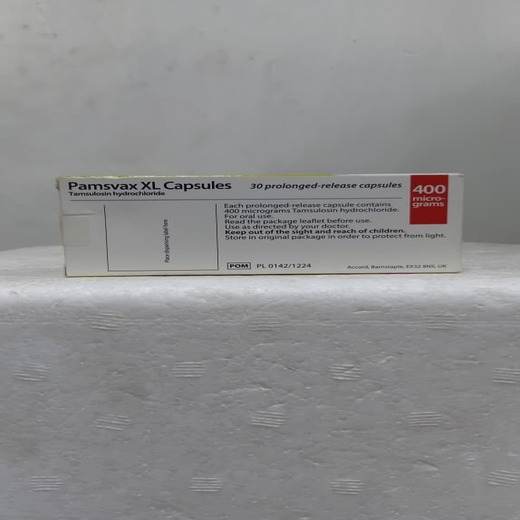 Pamsvax XL Capsules
Tamsulosin hydrochloride
30 prolonged-release capsules
400
micro-
grams
Place dispensing label here
Each prolonged-release capsule contains
400 micrograms Tamsulosin hydrochloride.
For oral use.
Read the package leaflet before use.
Use as directed by your doctor.
Keep out of the sight and reach of children.
Store in original package in order to protect from light.
POM PL 0142/1224
Accord, Barnstaple, EX32 8NS, UK